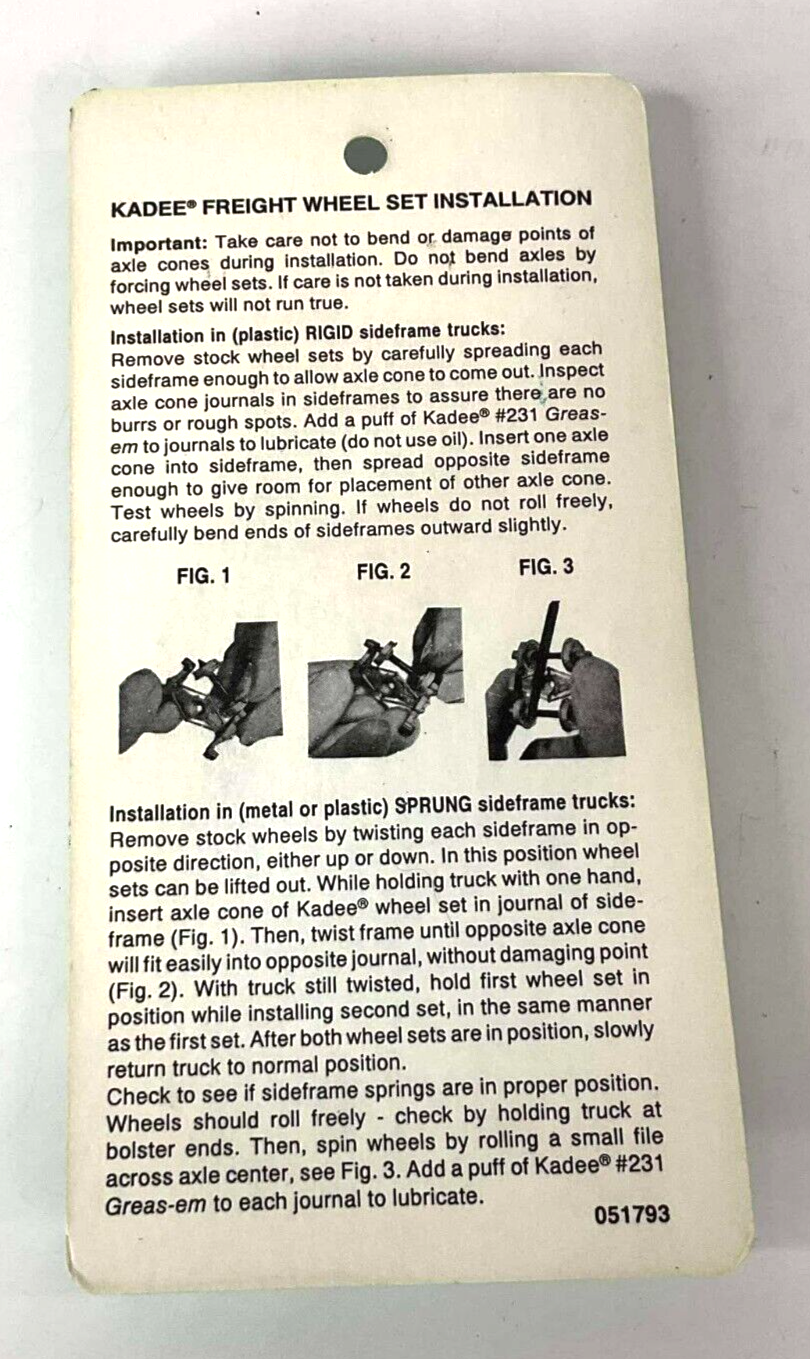 KADEE® FREIGHT WHEEL SET INSTALLATION
Important: Take care not to bend or damage points of
axle cones during installation. Do not bend axles by
forcing wheel sets. If care is not taken during installation,
wheel sets will not run true.
Installation in (plastic) RIGID sideframe trucks:
Remove stock wheel sets by carefully spreading each
sideframe enough to allow axle cone to come out. Inspect
axle cone journals in sideframes to assure there are no
burrs or rough spots. Add a puff of Kadee® #231 Greas-
em to journals to lubricate (do not use oil). Insert one axle
cone into sideframe, then spread opposite sideframe
enough to give room for placement of other axle cone.
Test wheels by spinning. If wheels do not roll freely,
carefully bend ends of sideframes outward slightly.
FIG. 1 FIG. 2 FIG. 3
Installation in (metal or plastic) SPRUNG sideframe trucks:
Remove stock wheels by twisting each sideframe in op-
posite direction, either up or down. In this position wheel
sets can be lifted out. While holding truck with one hand,
insert axle cone of Kadee® wheel set in journal of side-
frame (Fig. 1). Then, twist frame until opposite axle cone
will fit easily into opposite journal, without damaging point
(Fig. 2). With truck still twisted, hold first wheel set in
position while installing second set, in the same manner
as the first set. After both wheel sets are in position, slowly
return truck to normal position.
Check to see if sideframe springs are in proper position.
Wheels should roll freely - check by holding truck at
bolster ends. Then, spin wheels by rolling a small file
across axle center, see Fig. 3. Add a puff of Kadee® #231
Greas-em to each journal to lubricate.
051793